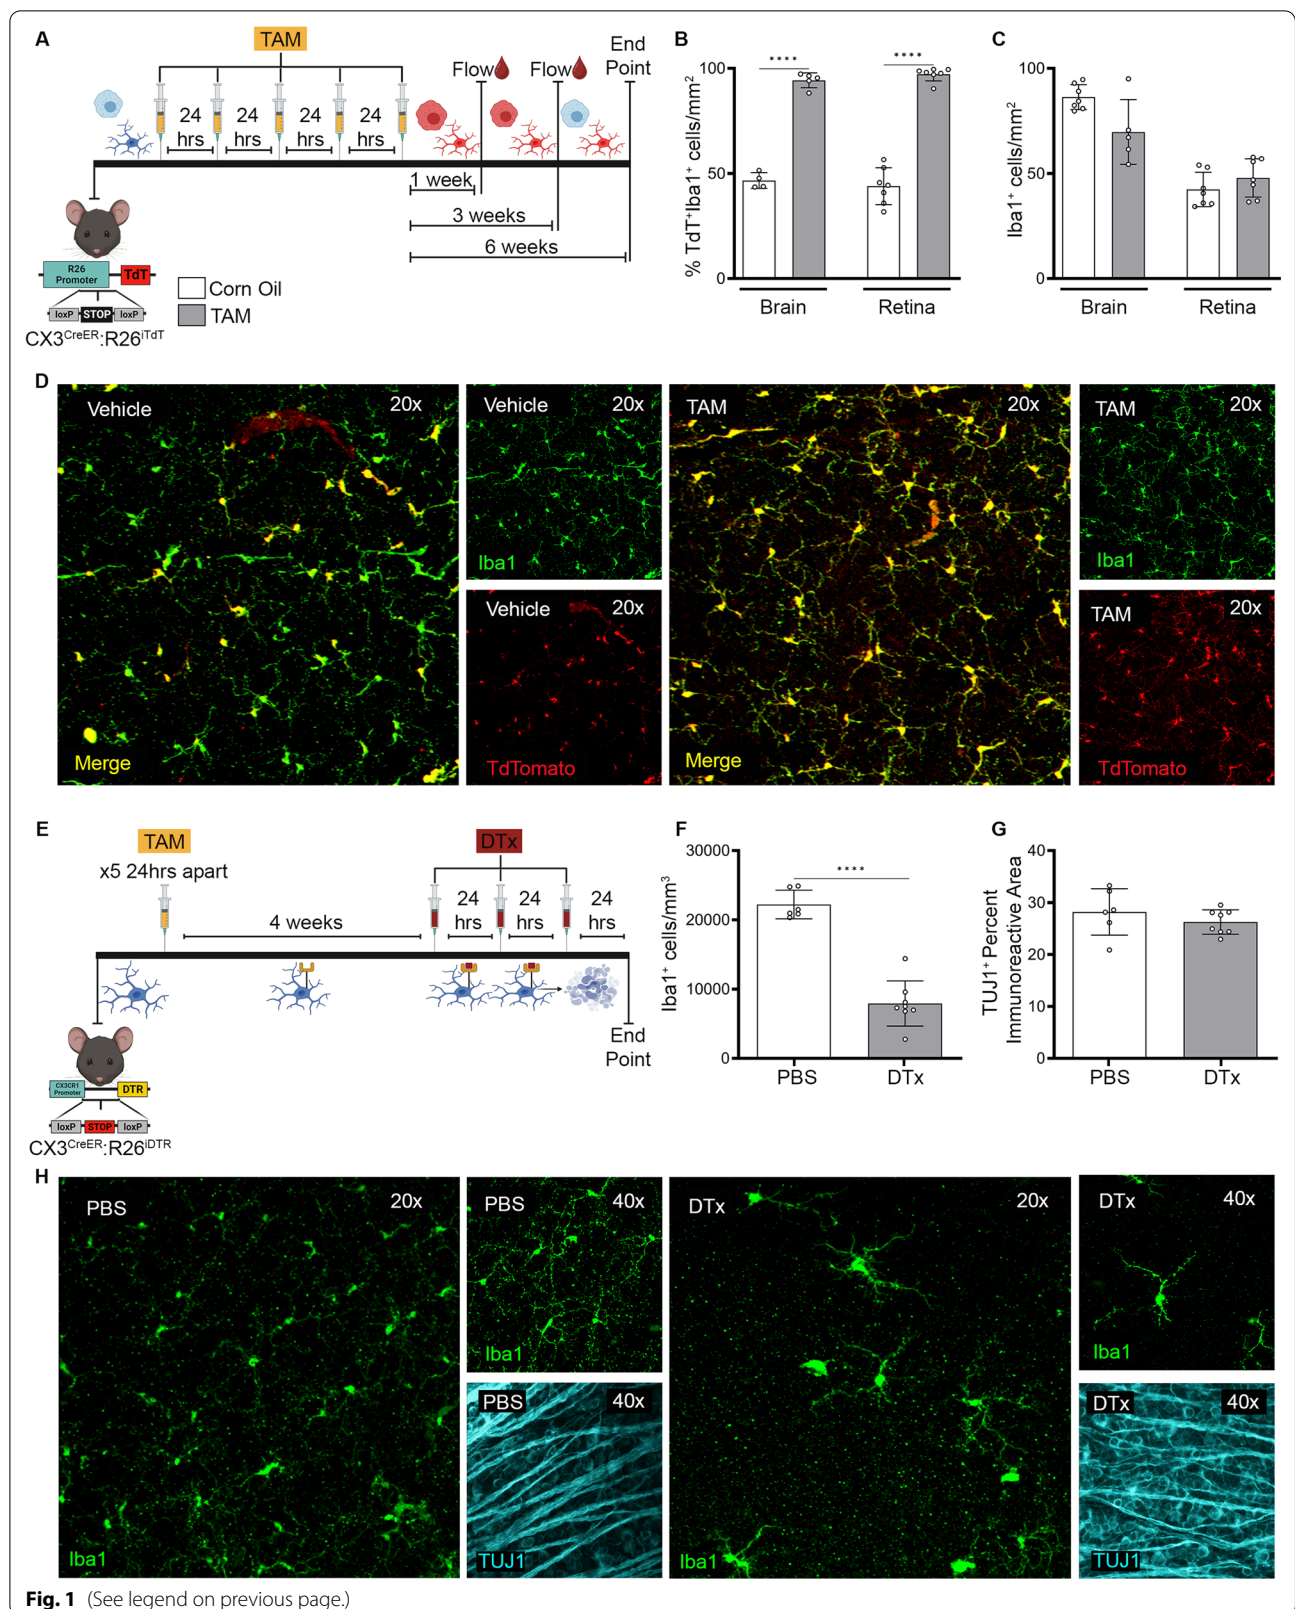 A
TAM
24
hrs
24
hrs
24
hrs
24
hrs
Flow
Flow
End
Point
1 week
3 weeks
6 weeks
R26
Promoter
TdT
loxP
STOP
loxP
CX3CreER:R26iTdT
Corn Oil
TAM
B
% TdT+Iba1+ cells/mm2
100
50
0
****
****
Brain
Retina
C
Iba1+ cells/mm2
100
50
0
Brain
Retina
D
Vehicle
20x
Merge
Vehicle
20x
Iba1
Vehicle
20x
TdTomato
TAM
20x
Merge
TAM
20x
Iba1
TAM
20x
TdTomato
E
TAM
x5 24hrs apart
4 weeks
DTx
24
hrs
24
hrs
24
hrs
End
Point
CX3CR1
Promoter
DTR
loxP
STOP
loxP
CX3CreER:R26iDTR
F
Iba1+ cells/mm3
30000
20000
10000
0
****
PBS
DTx
G
TUJ1+ Percent
Immunoreactive Area
40
30
20
10
0
PBS
DTx
H
PBS
20x
Iba1
PBS
40x
Iba1
PBS
40x
TUJ1
DTx
20x
Iba1
DTx
40x
Iba1
DTx
40x
TUJ1
Fig. 1 (See legend on previous page.)